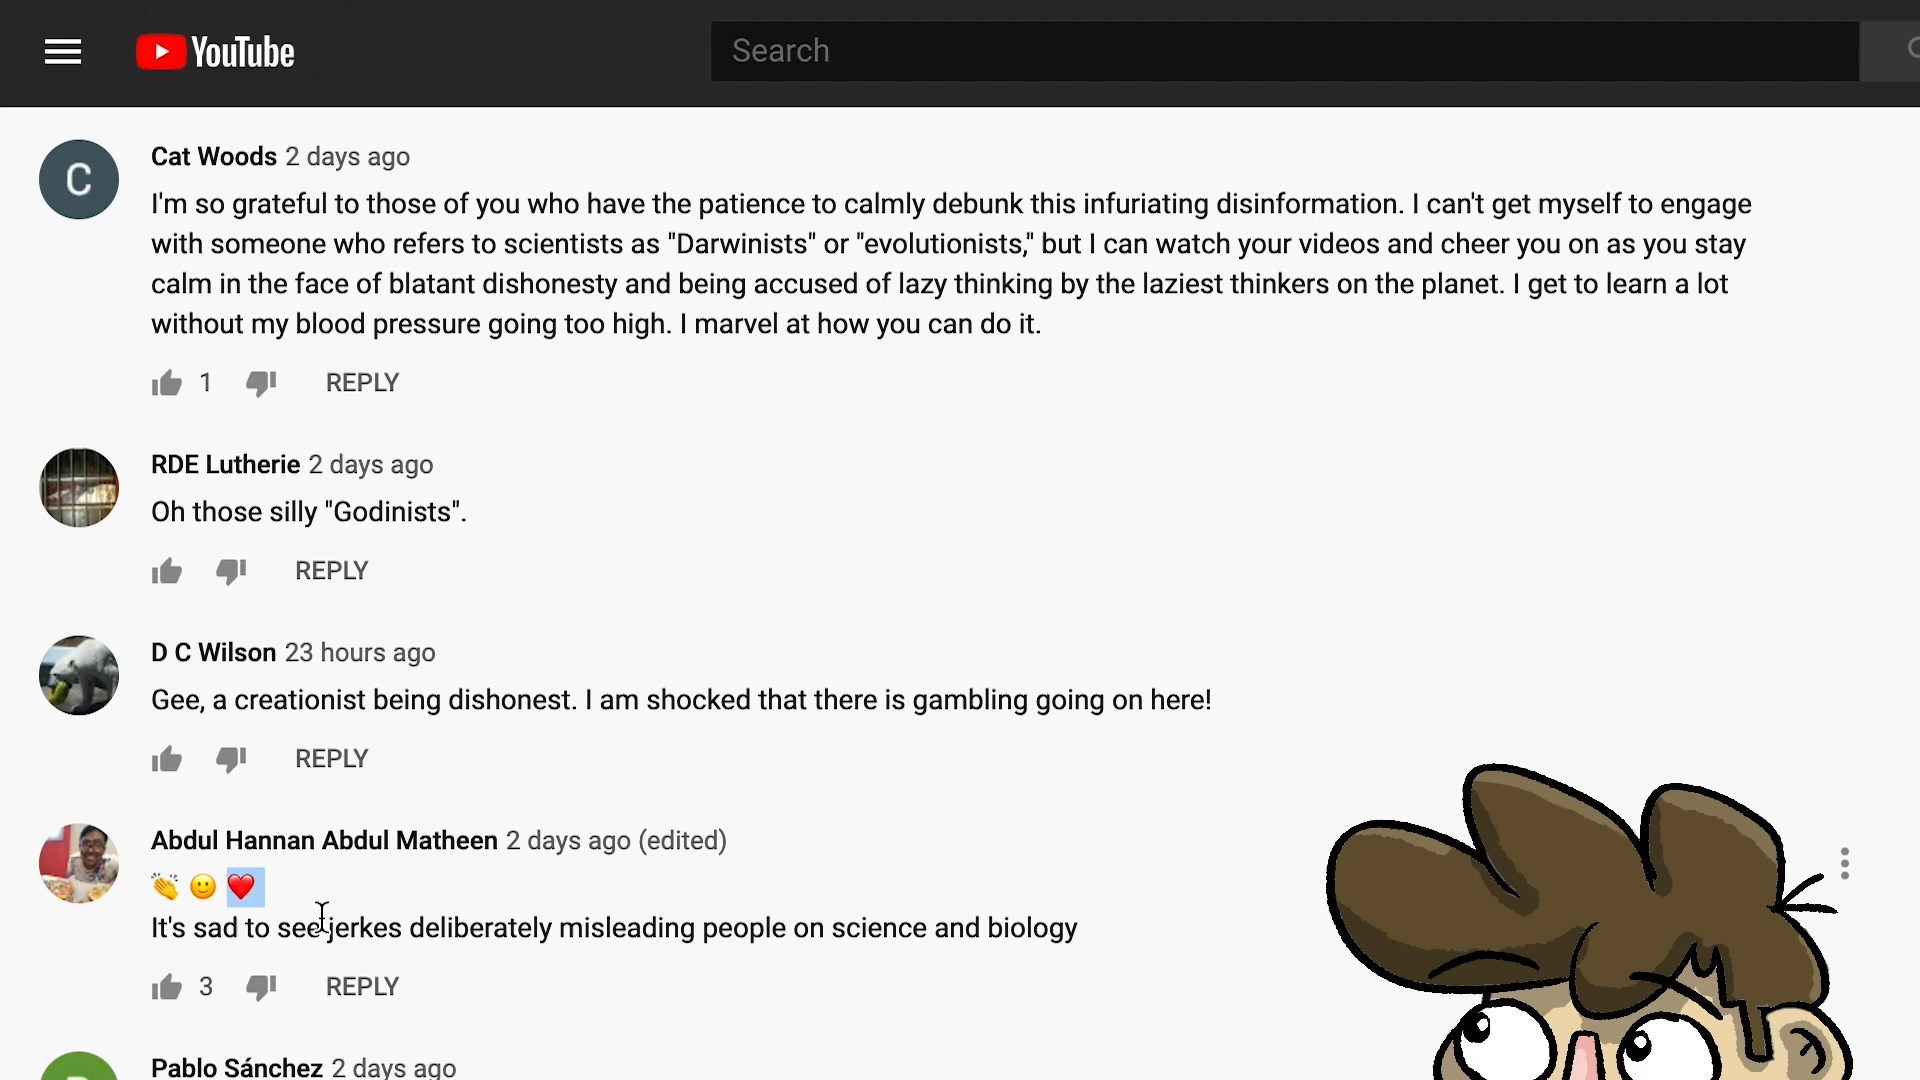 YouTube
Search
Cat Woods 2 days ago
I'm so grateful to those of you who have the patience to calmly debunk this infuriating disinformation. I can't get myself to engage
with someone who refers to scientists as "Darwinists" or "evolutionists," but I can watch your videos and cheer you on as you stay
calm in the face of blatant dishonesty and being accused of lazy thinking by the laziest thinkers on the planet. I get to learn a lot
without my blood pressure going too high. I marvel at how you can do it.
1 REPLY
RDE Lutherie 2 days ago
Oh those silly "Godinists".
REPLY
D C Wilson 23 hours ago
Gee, a creationist being dishonest. I am shocked that there is gambling going on here!
REPLY
Abdul Hannan Abdul Matheen 2 days ago (edited)
👏 🙂 ❤️
It's sad to see jerkes deliberately misleading people on science and biology
3 REPLY
Pablo Sánchez 2 days ago